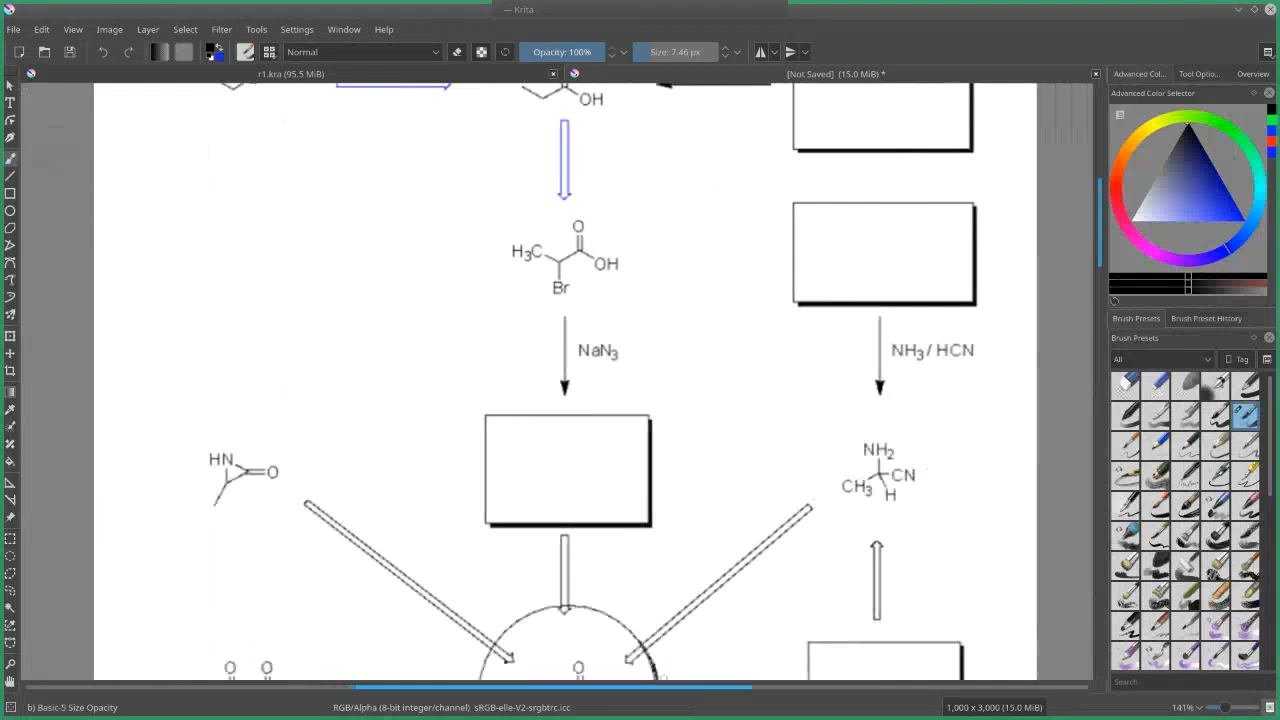 — Krita
File Edit View Image Layer Select Filter Tools Settings Window Help
Normal Opacity: 100% Size: 7.46 px
r1.kra (95.5 MiB) [Not Saved] (15.0 MiB) * Advanced Col... Tool Optio... Overview
Advanced Color Selector
OH
O
H3C
OH
Br
NaN3
NH3 / HCN
Brush Presets Brush Preset History
Brush Presets
All Tag
NH2
HN
O
CN
CH3
H
O O
O
Search
b) Basic-5 Size Opacity RGB/Alpha (8-bit integer/channel) sRGB-elle-V2-srgbtrc.icc 1,000 x 3,000 (15.0 MiB) 141%